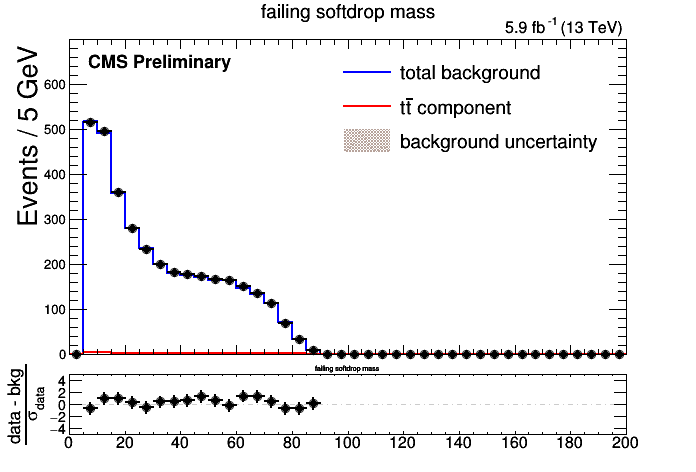 failing softdrop mass
5.9 fb⁻¹ (13 TeV)
CMS Preliminary
total background
tt̄ component
background uncertainty
Events / 5 GeV
600
500
400
300
200
100
0
failing softdrop mass
data - bkg
σ data
4
2
0
−2
−4
0 20 40 60 80 100 120 140 160 180 200